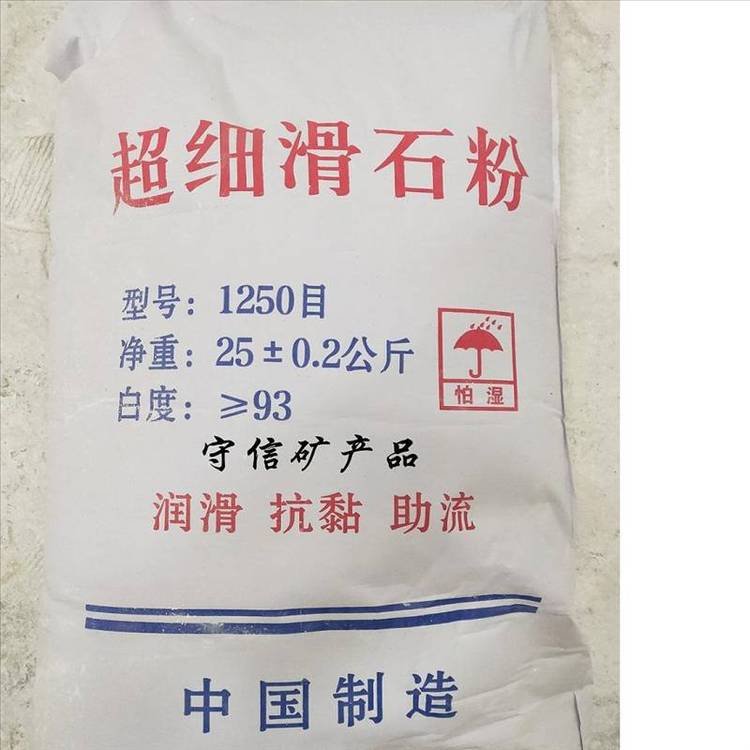 超细滑石粉
型号：1250目
净重：25±0.2公斤
白度：≥93
怕湿
守信矿产品
润滑 抗黏 助流
中国制造